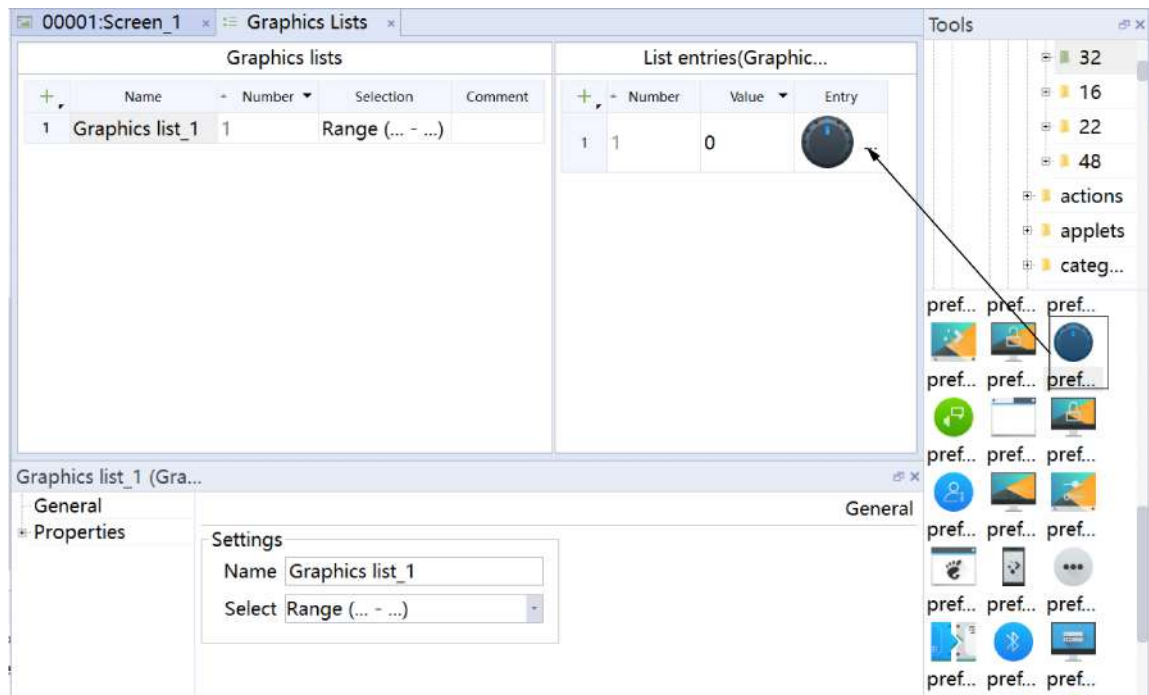 00001:Screen_1 × Graphics Lists ×
Graphics lists
Name Number Selection Comment
1 Graphics list_1 1 Range (... - ...)
List entries(Graphic...
Number Value Entry
1 1 0 ...
Graphics list_1 (Gra...
General
Properties
General
Settings
Name Graphics list_1
Select Range (... - ...)
Tools
32
16
22
48
actions
applets
categ...
pref... pref... pref...
pref... pref... pref...
pref... pref... pref...
pref... pref... pref...
pref... pref... pref...
pref... pref... pref...